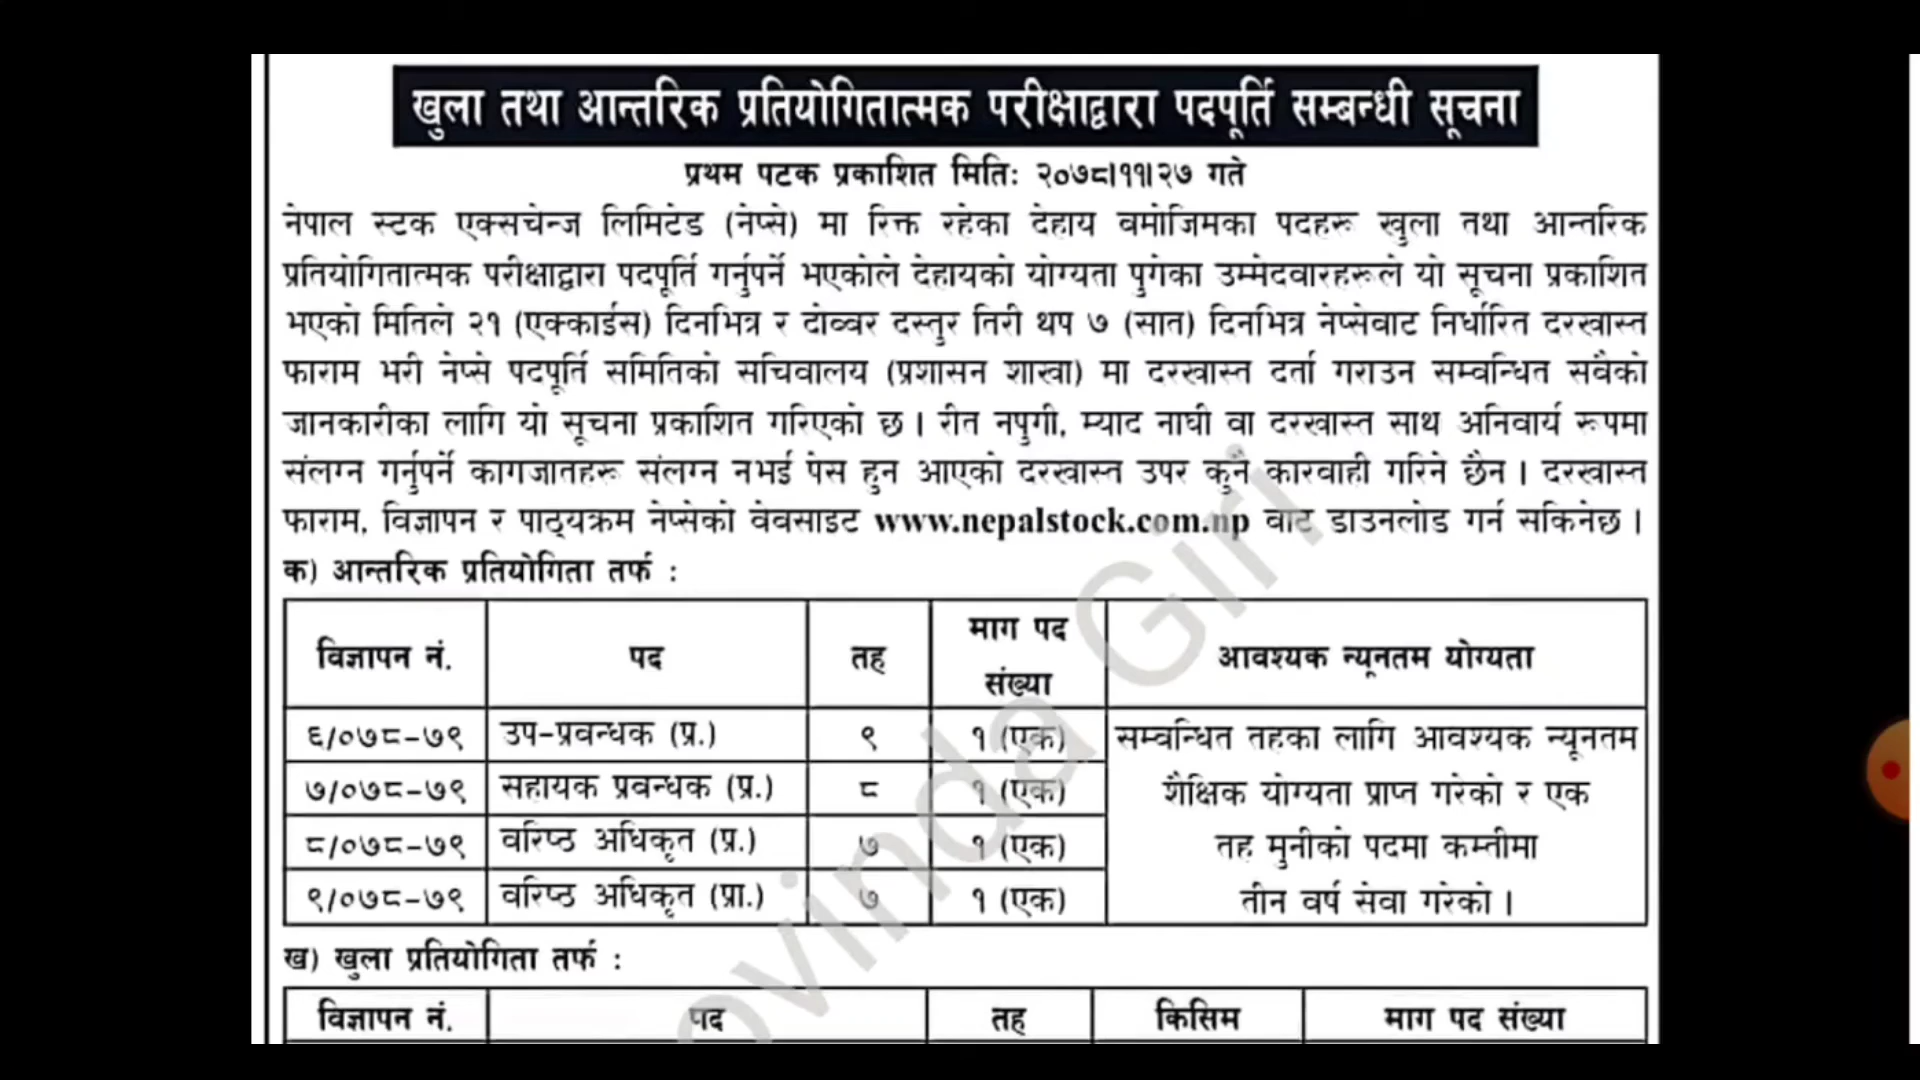 खुला तथा आन्तरिक प्रतियोगितात्मक परीक्षाद्वारा पदपूर्ति सम्बन्धी सूचना
प्रथम पटक प्रकाशित मितिः २०७८।११।२७ गते
नेपाल स्टक एक्सचेन्ज लिमिटेड (नेप्से) मा रिक्त रहेका देहाय बमोजिमका पदहरू खुला तथा आन्तरिक
प्रतियोगितात्मक परीक्षाद्वारा पदपूर्ति गर्नुपर्ने भएकोले देहायको योग्यता पुगेका उम्मेदवारहरूले यो सूचना प्रकाशित
भएको मितिले २१ (एक्काईस) दिनभित्र र दोब्बर दस्तुर तिरी थप ७ (सात) दिनभित्र नेप्सेबाट निर्धारित दरखास्त
फाराम भरी नेप्से पदपूर्ति समितिको सचिवालय (प्रशासन शाखा) मा दरखास्त दर्ता गराउन सम्बन्धित सबैको
जानकारीका लागि यो सूचना प्रकाशित गरिएको छ । रीत नपुगी, म्याद नाघी वा दरखास्त साथ अनिवार्य रूपमा
संलग्न गर्नुपर्ने कागजातहरू संलग्न नभई पेस हुन आएको दरखास्त उपर कुनै कारवाही गरिने छैन । दरखास्त
फाराम, विज्ञापन र पाठ्यक्रम नेप्सेको वेबसाइट www.nepalstock.com.np बाट डाउनलोड गर्न सकिनेछ ।
क) आन्तरिक प्रतियोगिता तर्फ :
विज्ञापन नं. पद तह माग पद संख्या आवश्यक न्यूनतम योग्यता
६/०७८-७९ उप-प्रबन्धक (प्र.) ९ १ (एक) सम्बन्धित तहका लागि आवश्यक न्यूनतम
७/०७८-७९ सहायक प्रबन्धक (प्र.) ८ १ (एक) शैक्षिक योग्यता प्राप्त गरेको र एक
८/०७८-७९ वरिष्ठ अधिकृत (प्र.) ७ १ (एक) तह मुनीको पदमा कम्तीमा
९/०७८-७९ वरिष्ठ अधिकृत (प्रा.) ७ १ (एक) तीन वर्ष सेवा गरेको ।
ख) खुला प्रतियोगिता तर्फ :
विज्ञापन नं. पद तह किसिम माग पद संख्या
ovinda Giri